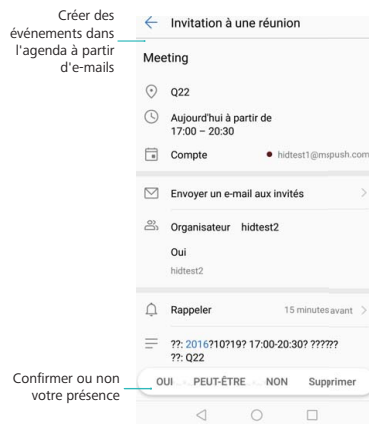 Créer des
événements dans
l'agenda à partir
d'e-mails
Invitation à une réunion
Meeting
Q22
Aujourd'hui à partir de
17:00 – 20:30
Compte hidtest1@mspush.com
Envoyer un e-mail aux invités
Organisateur hidtest2
Oui
hidtest2
Rappeler 15 minutes avant
??: 2016?10?19? 17:00-20:30? ??????
??: Q22
Confirmer ou non
votre présence
OUI PEUT-ÊTRE NON Supprimer